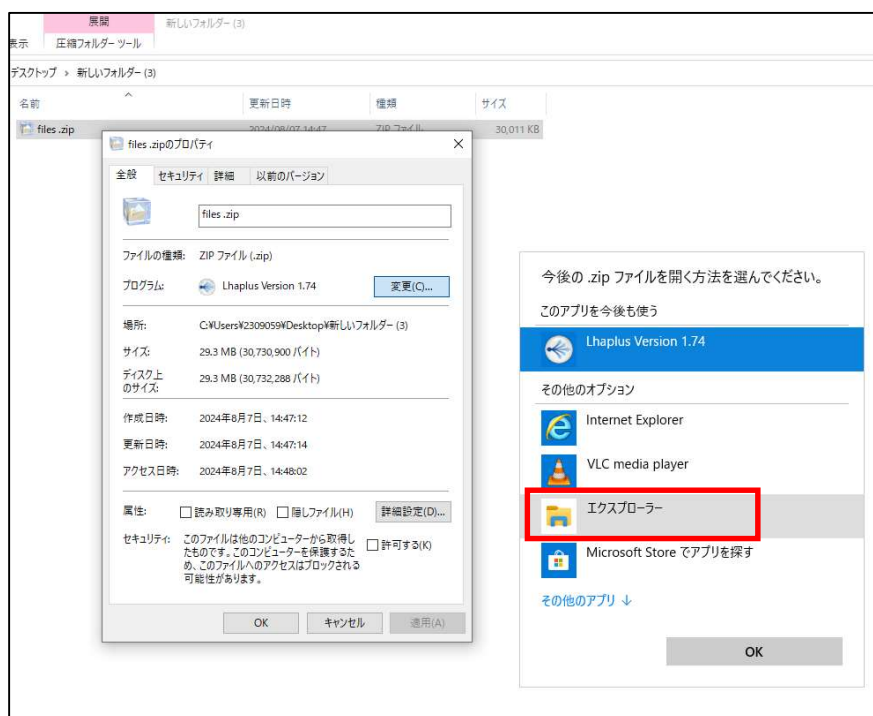 展開
新しいフォルダー (3)
表示
圧縮フォルダー ツール
デスクトップ › 新しいフォルダー (3)
名前
更新日時
種類
サイズ
files .zip
2024/08/07 14:47
ZIP ファイル
30,011 KB
files .zipのプロパティ
全般
セキュリティ
詳細
以前のバージョン
files .zip
ファイルの種類: ZIP ファイル (.zip)
プログラム: Lhaplus Version 1.74
変更(C)...
場所: C:¥Users¥2309059¥Desktop¥新しいフォルダー (3)
サイズ: 29.3 MB (30,730,900 バイト)
ディスク上
のサイズ: 29.3 MB (30,732,288 バイト)
作成日時: 2024年8月7日、14:47:12
更新日時: 2024年8月7日、14:47:14
アクセス日時: 2024年8月7日、14:48:02
属性: 読み取り専用(R) 隠しファイル(H) 詳細設定(D)...
セキュリティ: このファイルは他のコンピューターから取得し
たものです。このコンピューターを保護するた
め、このファイルへのアクセスはブロックされる
可能性があります。
許可する(K)
OK
キャンセル
適用(A)
今後の .zip ファイルを開く方法を選んでください。
このアプリを今後も使う
Lhaplus Version 1.74
その他のオプション
Internet Explorer
VLC media player
エクスプローラー
Microsoft Store でアプリを探す
その他のアプリ ↓
OK